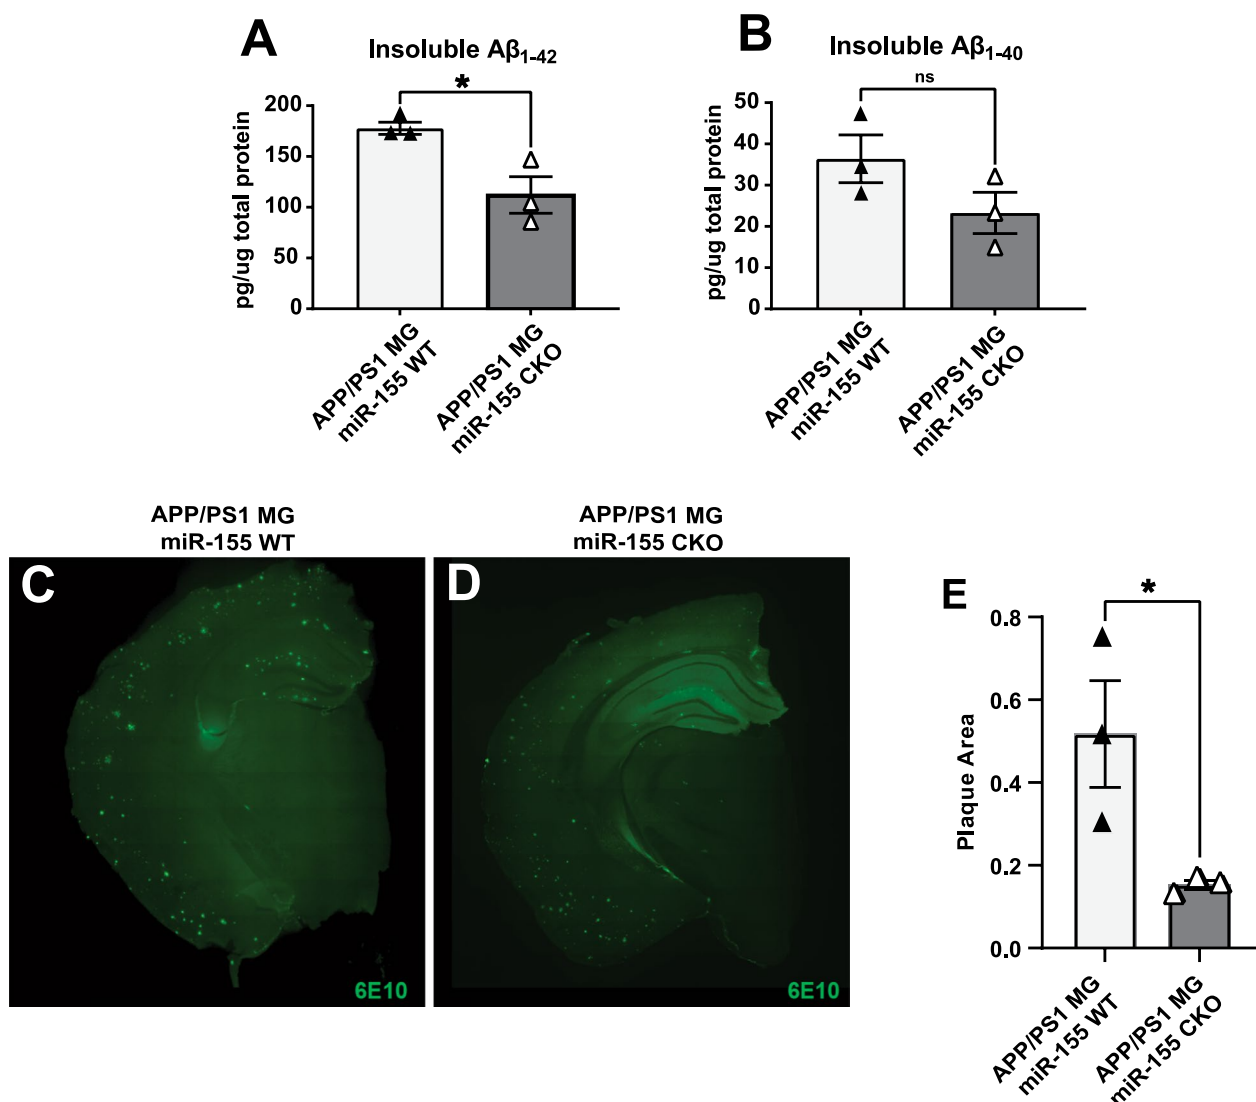 A
Insoluble Aβ1-42
*
pg/ug total protein
200
150
100
50
0
APP/PS1 MG
miR-155 WT
APP/PS1 MG
miR-155 CKO
B
Insoluble Aβ1-40
ns
pg/ug total protein
50
40
30
20
10
0
APP/PS1 MG
miR-155 WT
APP/PS1 MG
miR-155 CKO
APP/PS1 MG
miR-155 WT
C
6E10
APP/PS1 MG
miR-155 CKO
D
6E10
E
*
Plaque Area
0.8
0.6
0.4
0.2
0.0
APP/PS1 MG
miR-155 WT
APP/PS1 MG
miR-155 CKO